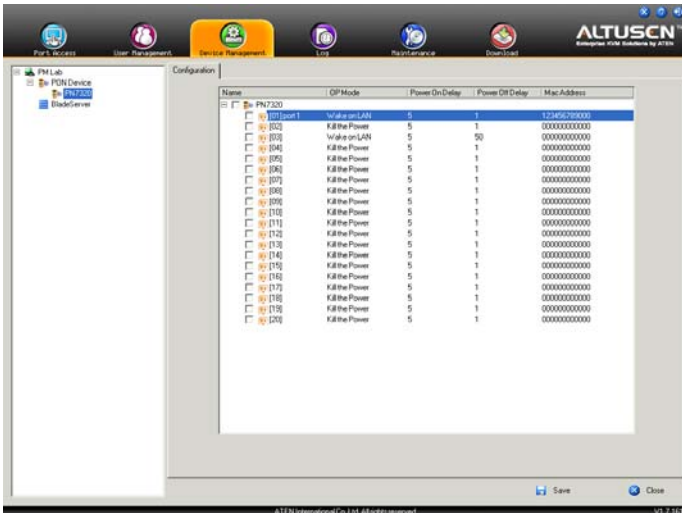 ALTUSEN
Enterprise KVM Solutions by ATEN
Port Access User Management Device Management Log Maintenance Download
PM Lab
PON Device
PN7320
BladeServer
Configuration
Name OP Mode Power On Delay Power Off Delay Mac Address
PN7320
[01]port1 Wake on LAN 5 1 123456789000
[02] Kill the Power 5 1 000000000000
[03] Wake on LAN 5 50 000000000000
[04] Kill the Power 5 1 000000000000
[05] Kill the Power 5 1 000000000000
[06] Kill the Power 5 1 000000000000
[07] Kill the Power 5 1 000000000000
[08] Kill the Power 5 1 000000000000
[09] Kill the Power 5 1 000000000000
[10] Kill the Power 5 1 000000000000
[11] Kill the Power 5 1 000000000000
[12] Kill the Power 5 1 000000000000
[13] Kill the Power 5 1 000000000000
[14] Kill the Power 5 1 000000000000
[15] Kill the Power 5 1 000000000000
[16] Kill the Power 5 1 000000000000
[17] Kill the Power 5 1 000000000000
[18] Kill the Power 5 1 000000000000
[19] Kill the Power 5 1 000000000000
[20] Kill the Power 5 1 000000000000
Save Close
ATEN International Co. Ltd. All rights reserved.